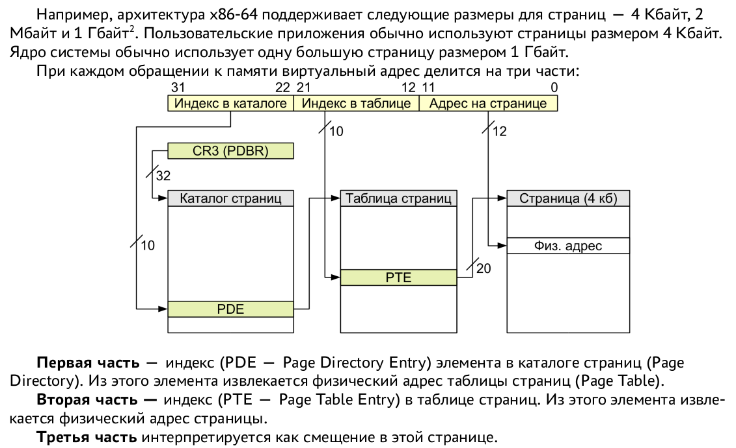 Например, архитектура x86-64 поддерживает следующие размеры для страниц — 4 Кбайт, 2
Мбайт и 1 Гбайт². Пользовательские приложения обычно используют страницы размером 4 Кбайт.
Ядро системы обычно использует одну большую страницу размером 1 Гбайт.
При каждом обращении к памяти виртуальный адрес делится на три части:
31 22 21 12 11 0
Индекс в каталоге Индекс в таблице Адрес на странице
10 12
CR3 (PDBR)
32
Каталог страниц Таблица страниц Страница (4 кб)
10 Физ. адрес
20
PTE
PDE
Первая часть — индекс (PDE — Page Directory Entry) элемента в каталоге страниц (Page
Directory). Из этого элемента извлекается физический адрес таблицы страниц (Page Table).
Вторая часть — индекс (PTE — Page Table Entry) в таблице страниц. Из этого элемента извле-
кается физический адрес страницы.
Третья часть интерпретируется как смещение в этой странице.